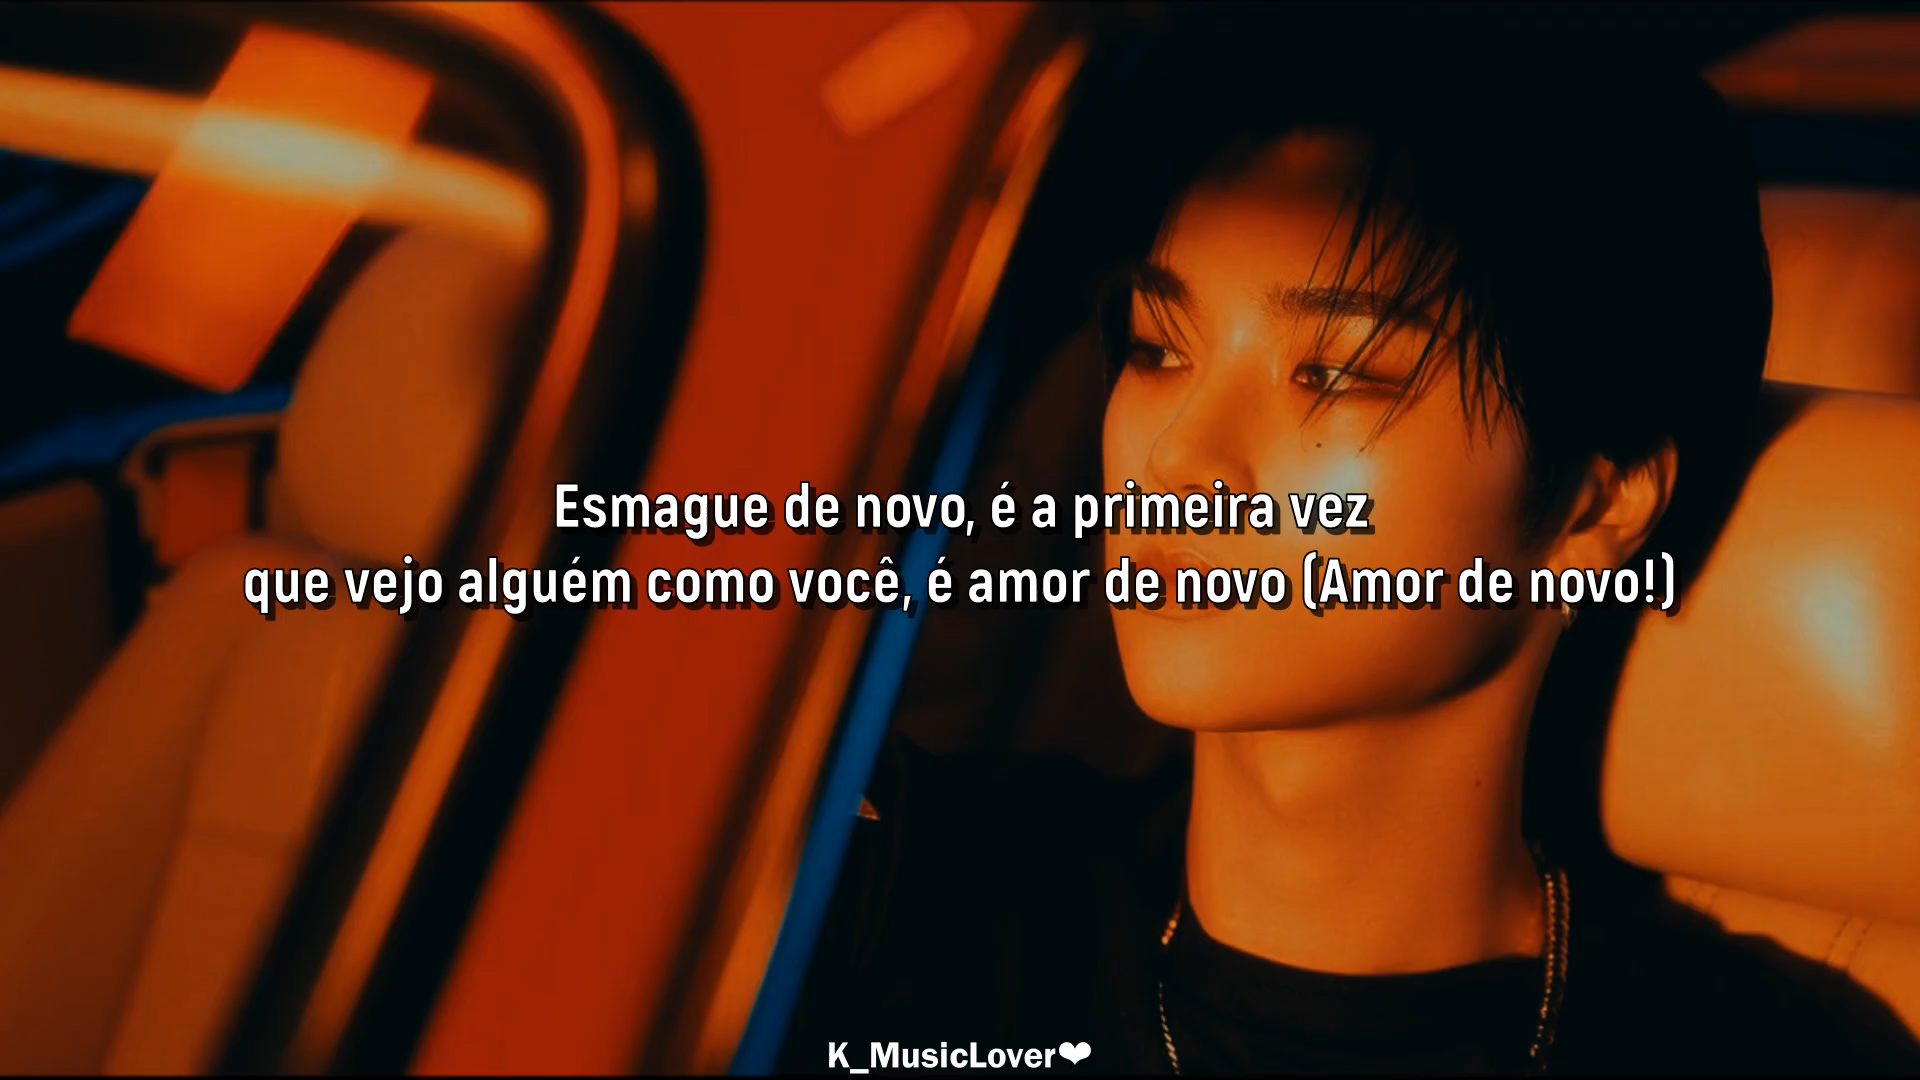 Esmague de novo, é a primeira vez
que vejo alguém como você, é amor de novo (Amor de novo!)
K_MusicLover❤